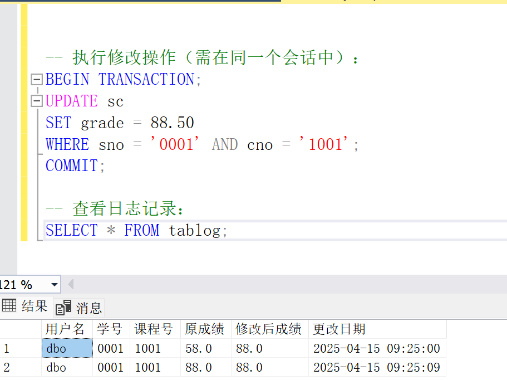 -- 执行修改操作（需在同一个会话中）：
BEGIN TRANSACTION;
UPDATE sc
SET grade = 88.50
WHERE sno = '0001' AND cno = '1001';
COMMIT;
-- 查看日志记录：
SELECT * FROM tablog;
121 %
结果 消息
用户名 学号 课程号 原成绩 修改后成绩 更改日期
1 dbo 0001 1001 58.0 88.0 2025-04-15 09:25:00
2 dbo 0001 1001 88.0 88.0 2025-04-15 09:25:09